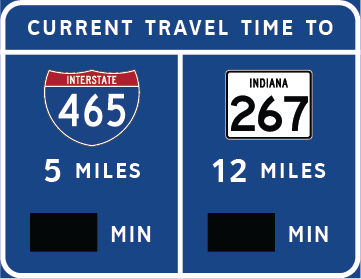 CURRENT TRAVEL TIME TO
INTERSTATE
465
5 MILES
MIN
INDIANA
267
12 MILES
MIN